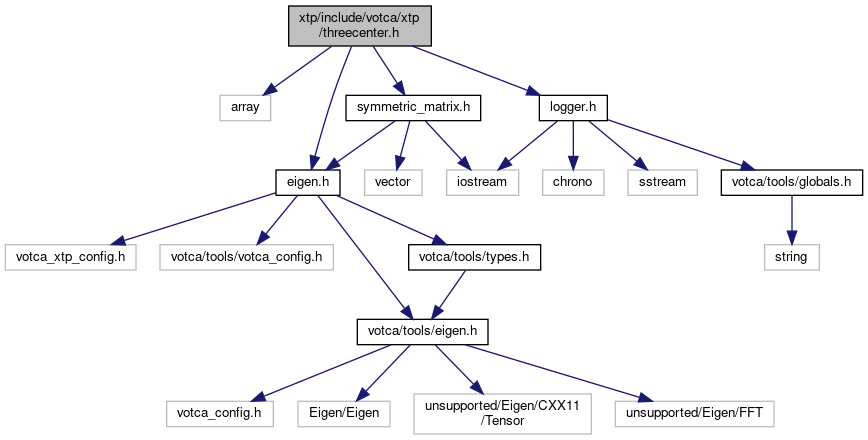 xtp/include/votca/xtp
/threecenter.h
array
symmetric_matrix.h
logger.h
eigen.h
vector
iostream
chrono
sstream
votca/tools/globals.h
votca_xtp_config.h
votca/tools/votca_config.h
votca/tools/types.h
string
votca/tools/eigen.h
votca_config.h
Eigen/Eigen
unsupported/Eigen/CXX11
/Tensor
unsupported/Eigen/FFT